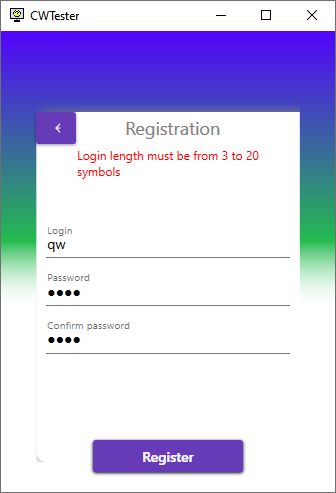 CWTester
Registration
Login length must be from 3 to 20
symbols
Login
qw
Password
●●●●
Confirm password
●●●●
Register